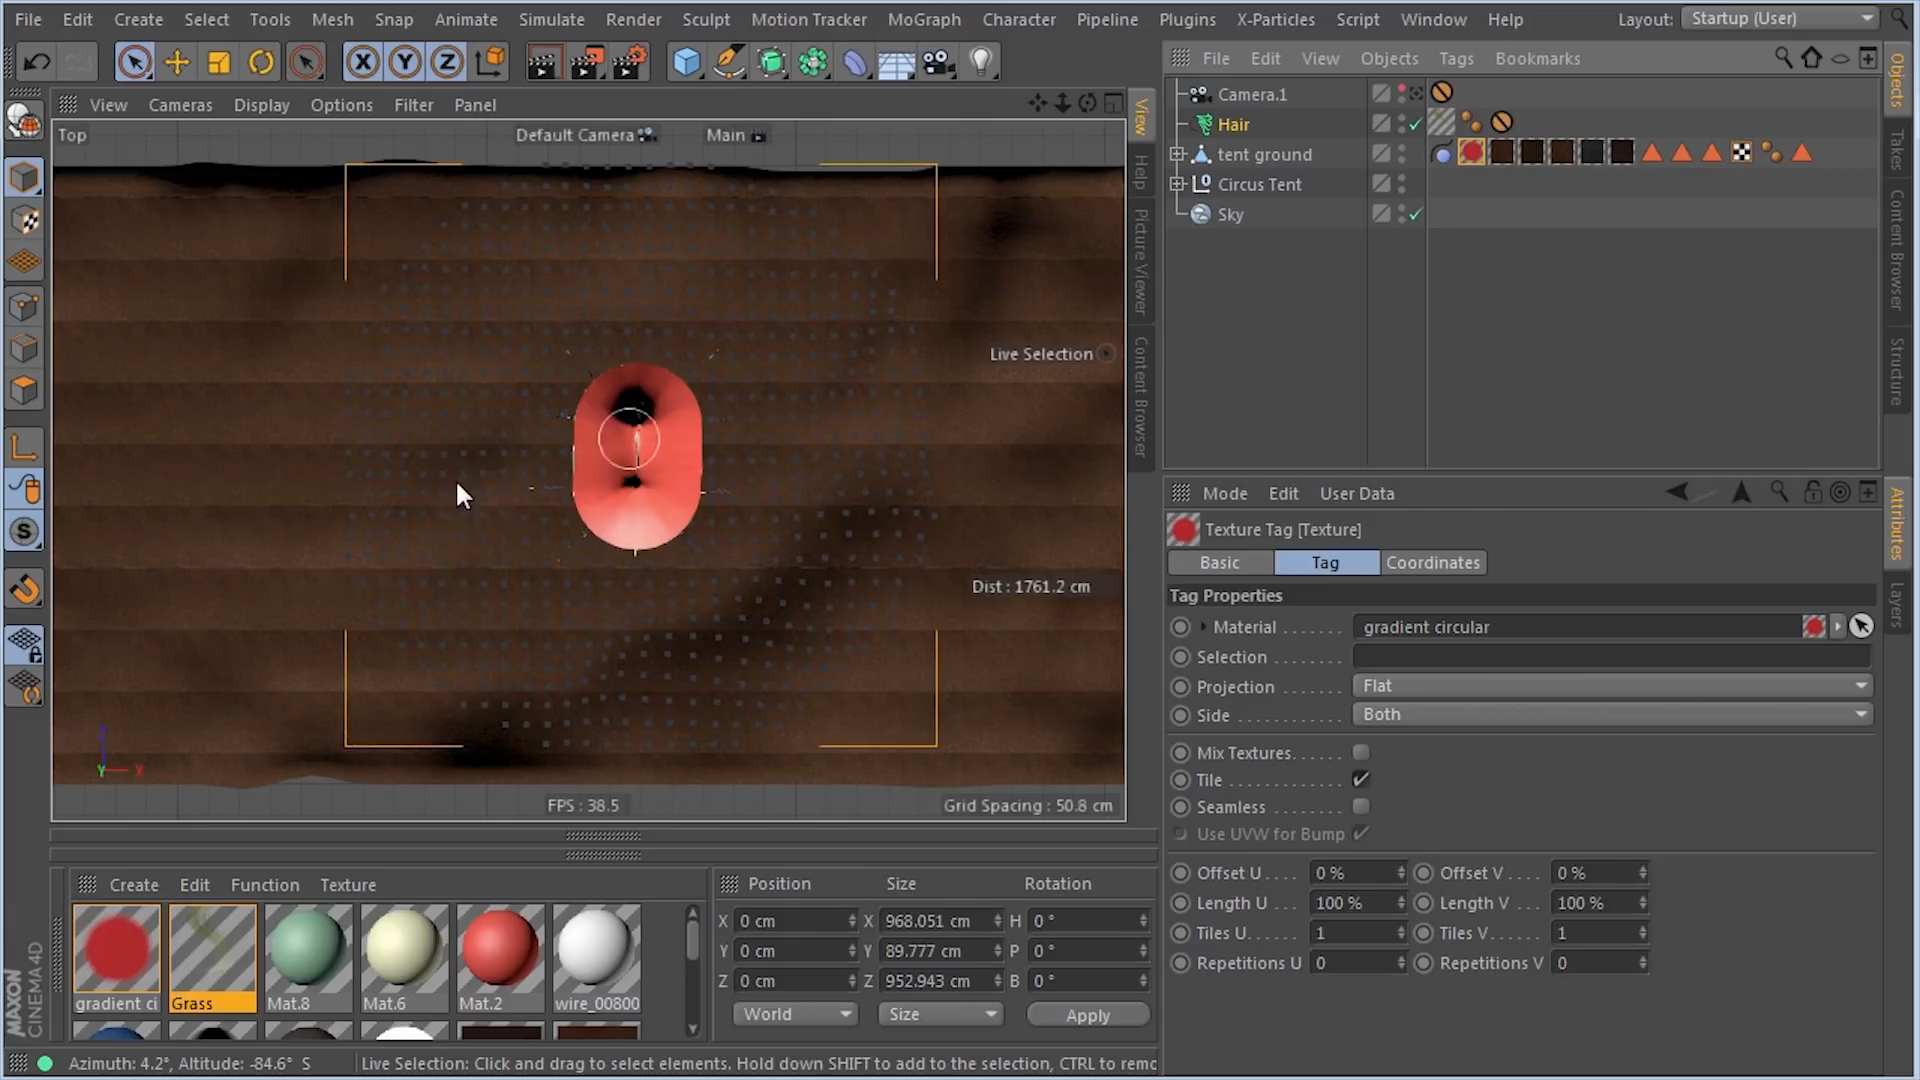 File Edit Create Select Tools Mesh Snap Animate Simulate Render Sculpt Motion Tracker MoGraph Character Pipeline Plugins X-Particles Script Window Help Layout: Startup (User)
X Y Z
File Edit View Objects Tags Bookmarks
View Cameras Display Options Filter Panel
Camera.1
Hair
tent ground
Circus Tent
Sky
Top
Default Camera
Main
Live Selection
Dist : 1761.2 cm
FPS : 38.5
Grid Spacing : 50.8 cm
Z
Y X
S
View
Help
Picture Viewer
Content Browser
Objects
Takes
Content Browser
Structure
Attributes
Layers
Mode Edit User Data
Texture Tag [Texture]
Basic Tag Coordinates
Tag Properties
Material ....... gradient circular
Selection ........
Projection ....... Flat
Side ............ Both
Mix Textures.....
Tile ............
Seamless ........
Use UVW for Bump
Offset U.... 0 % Offset V.... 0 %
Length U ... 100 % Length V ... 100 %
Tiles U..... 1 Tiles V..... 1
Repetitions U 0 Repetitions V 0
Create Edit Function Texture
gradient ci Grass Mat.8 Mat.6 Mat.2 wire_00800
Position Size Rotation
X 0 cm X 968.051 cm H 0 °
Y 0 cm Y 89.777 cm P 0 °
Z 0 cm Z 952.943 cm B 0 °
World Size Apply
MAXON
CINEMA 4D
Azimuth: 4.2°, Altitude: -84.6° S
Live Selection: Click and drag to select elements. Hold down SHIFT to add to the selection, CTRL to remo